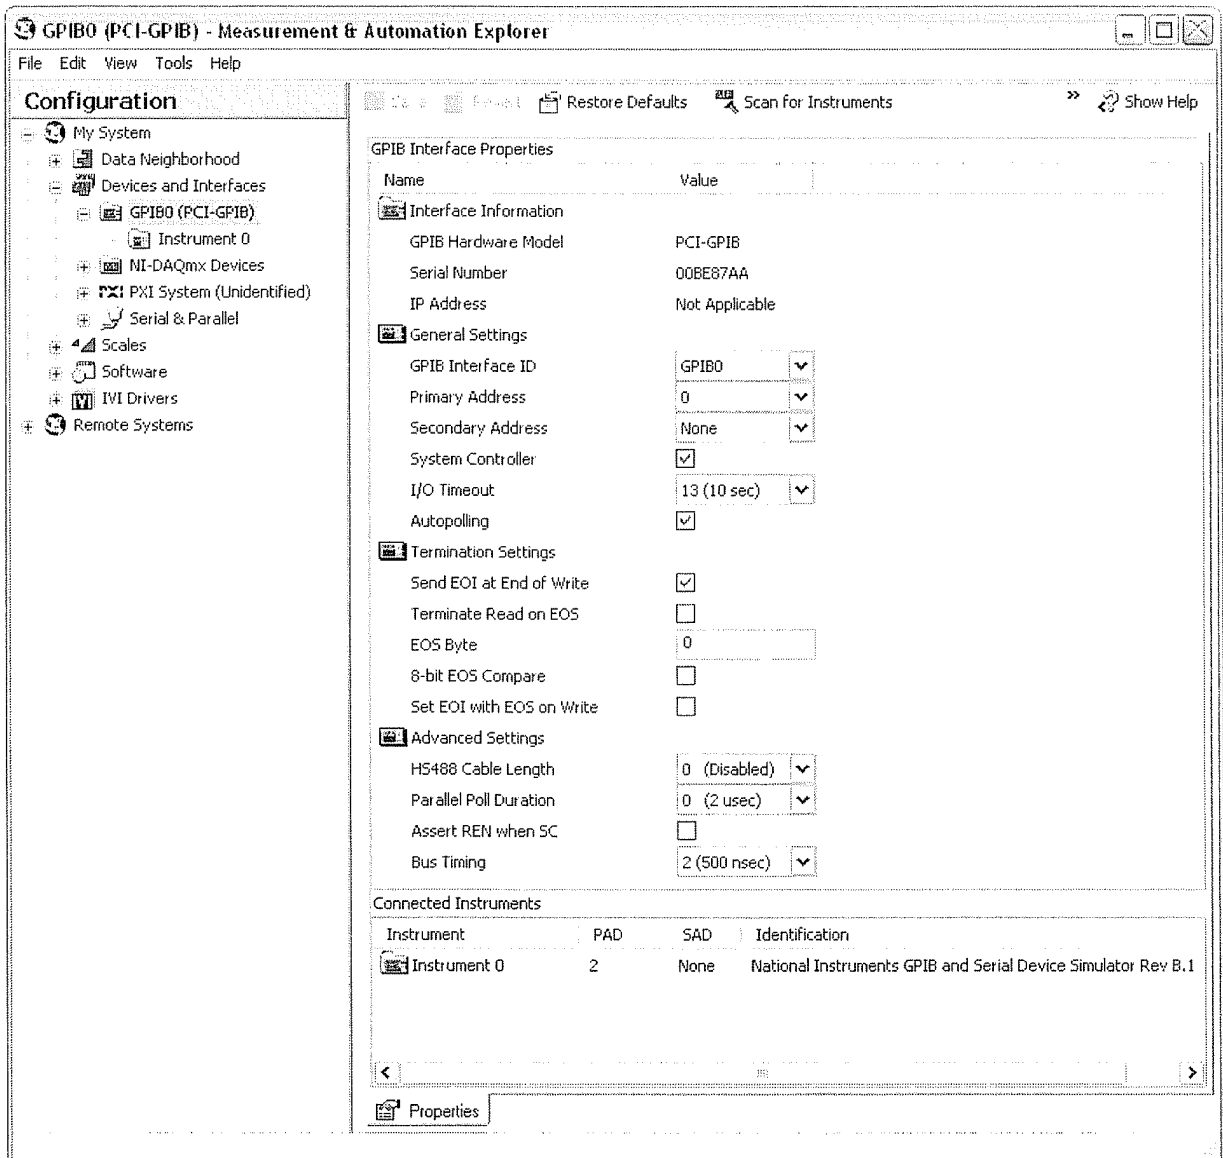 GPIB0 (PCI-GPIB) - Measurement & Automation Explorer
File Edit View Tools Help
Configuration
My System
Data Neighborhood
Devices and Interfaces
GPIB0 (PCI-GPIB)
Instrument 0
NI-DAQmx Devices
PXI PXI System (Unidentified)
Serial & Parallel
Scales
Software
IVI IVI Drivers
Remote Systems
Restore Defaults Scan for Instruments » Show Help
GPIB Interface Properties
Name Value
Interface Information
GPIB Hardware Model PCI-GPIB
Serial Number 00BE87AA
IP Address Not Applicable
General Settings
GPIB Interface ID GPIB0
Primary Address 0
Secondary Address None
System Controller
I/O Timeout 13 (10 sec)
Autopolling
Termination Settings
Send EOI at End of Write
Terminate Read on EOS
EOS Byte 0
8-bit EOS Compare
Set EOI with EOS on Write
Advanced Settings
HS488 Cable Length 0 (Disabled)
Parallel Poll Duration 0 (2 usec)
Assert REN when SC
Bus Timing 2 (500 nsec)
Connected Instruments
Instrument PAD SAD Identification
Instrument 0 2 None National Instruments GPIB and Serial Device Simulator Rev B.1
Properties